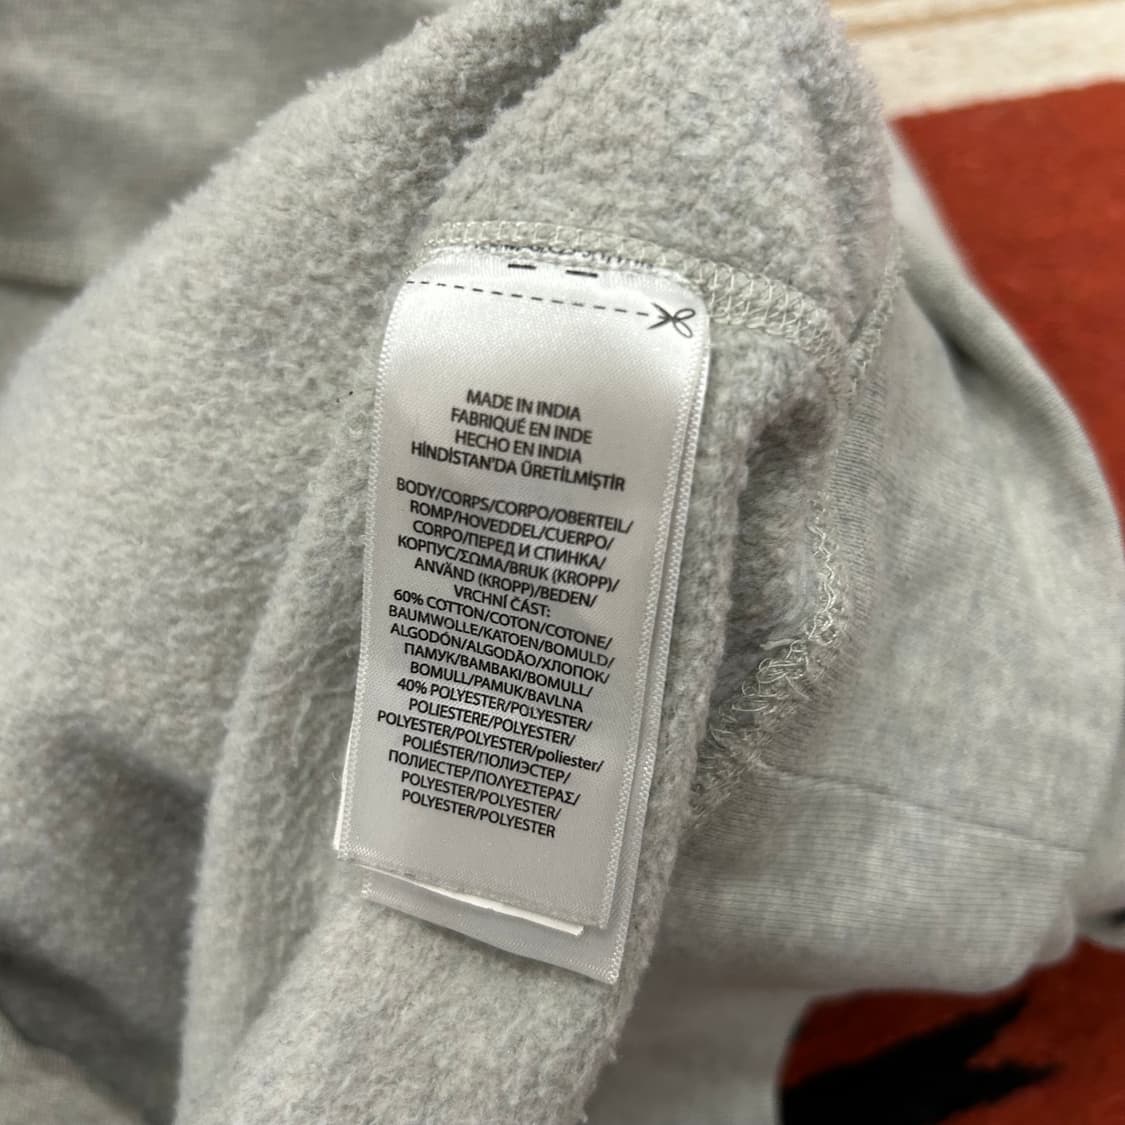 MADE IN INDIA
FABRIQUÉ EN INDE
HECHO EN INDIA
HİNDİSTAN'DA ÜRETİLMİŞTİR
BODY/CORPS/CORPO/OBERTEIL/
ROMP/HOVEDDEL/CUERPO/
CORPO/ПЕРЕД И СПИНКА/
КОРПУС/ΣΩΜΑ/BRUK (KROPP)/
ANVÄND (KROPP)/BEDEN/
VRCHNÍ ČÁST:
60% COTTON/COTON/COTONE/
BAUMWOLLE/KATOEN/BOMULD/
ALGODÓN/ALGODÃO/ХЛОПОК/
ПАМУК/ΒΑΜΒΑΚΙ/BOMULL/
BOMULL/PAMUK/BAVLNA
40% POLYESTER/POLYESTER/
POLIESTERE/POLYESTER/
POLYESTER/POLYESTER/poliester/
POLIÉSTER/ПОЛИЭСТЕР/
ПОЛИЕСТЕР/ΠΟΛΥΕΣΤΕΡΑΣ/
POLYESTER/POLYESTER/
POLYESTER/POLYESTER